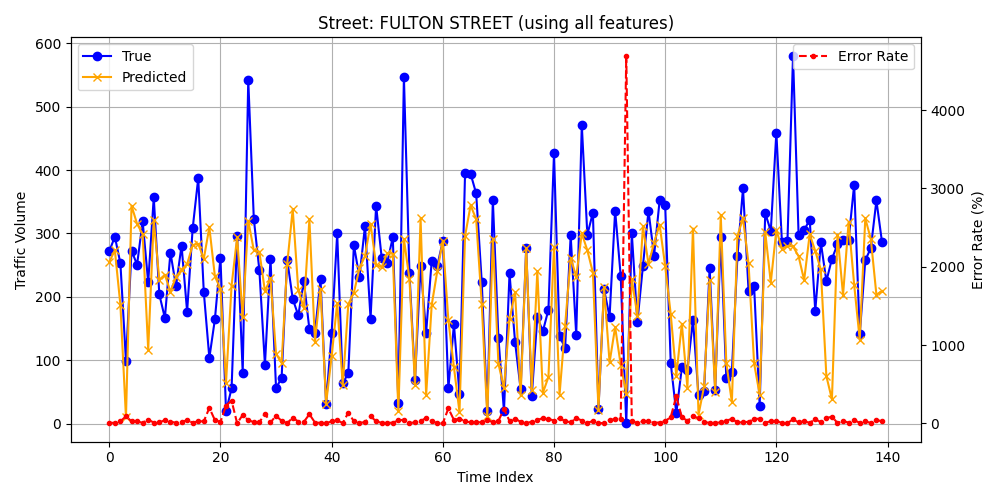 Street: FULTON STREET (using all features)
True
Predicted
Error Rate
600
500
400
300
200
100
0
Traffic Volume
4000
3000
2000
1000
0
Error Rate (%)
0 20 40 60 80 100 120 140
Time Index